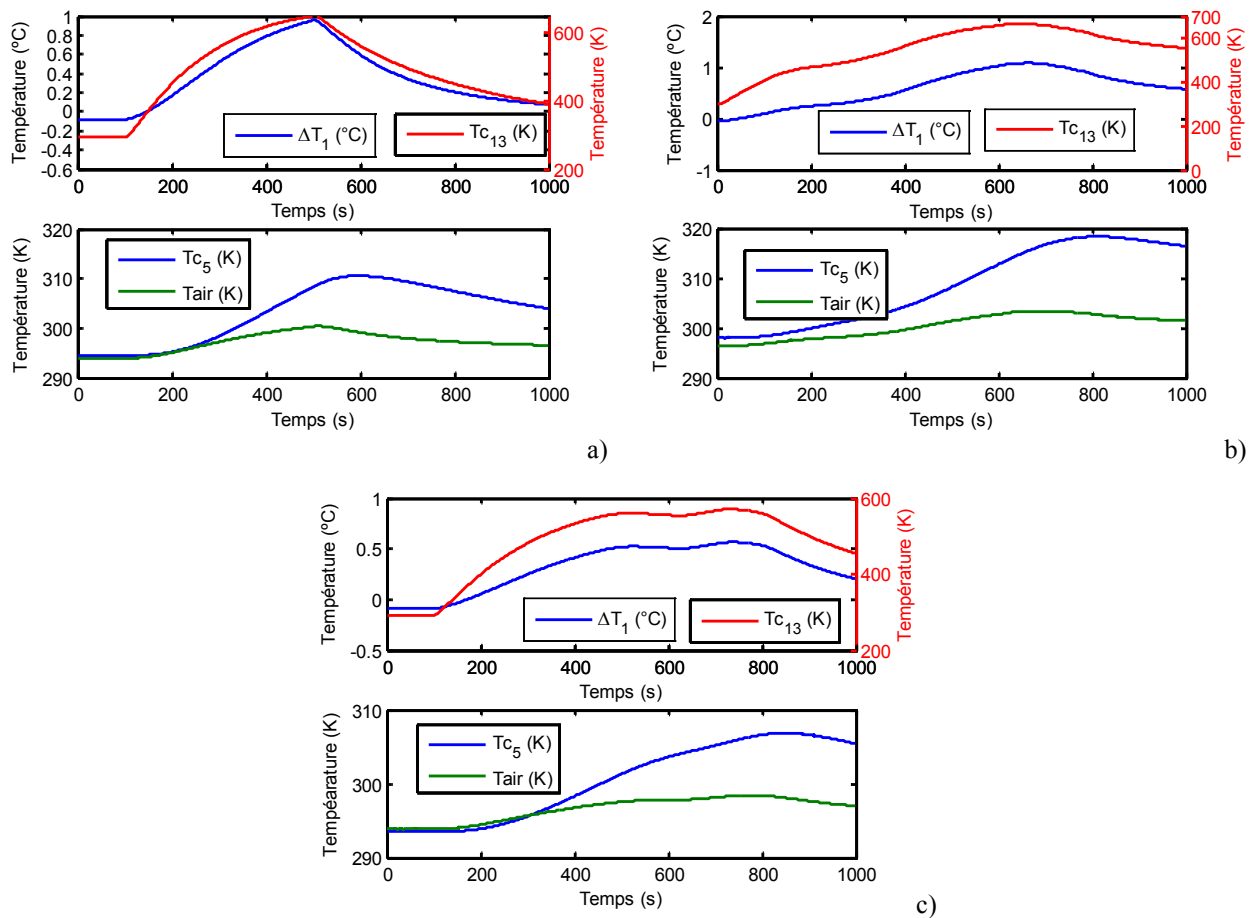 1
0.8
0.6
0.4
0.2
0
-0.2
-0.4
-0.6
Température (ºC)
0 200 400 600 800 1000
Temps (s)
600
400
200
Température (K)
ΔT1 (°C)
Tc13 (K)
320
310
300
290
Température (K)
Tc5 (K)
Tair (K)
0 200 400 600 800 1000
Temps (s)
a)
2
1
0
-1
Température (ºC)
0 200 400 600 800 1000
Temps (s)
700
600
400
300
200
0
Température (K)
ΔT1 (°C)
Tc13 (K)
320
310
300
290
Température (K)
Tc5 (K)
Tair (K)
0 200 400 600 800 1000
Temps (s)
b)
1
0.5
0
-0.5
Température (ºC)
0 200 400 600 800 1000
Temps (s)
600
400
200
Température (K)
ΔT1 (°C)
Tc13 (K)
310
300
290
Tempéarature (K)
Tc5 (K)
Tair (K)
0 200 400 600 800 1000
Temps (s)
c)